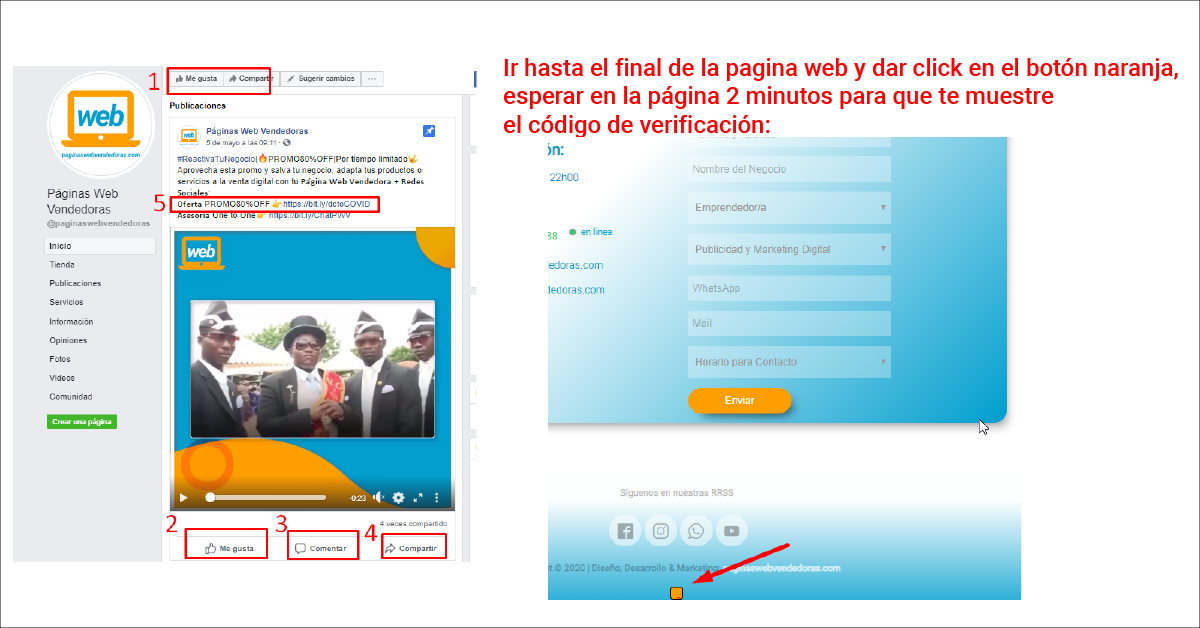 Ir hasta el final de la pagina web y dar click en el botón naranja,
esperar en la página 2 minutos para que te muestre
el código de verificación:
1
Me gusta
Compartir
Sugerir cambios
...
web
paginaswebvendedoras.com
Páginas Web
Vendedoras
@paginaswebvendedoras
Inicio
Tienda
Publicaciones
Servicios
Información
Opiniones
Fotos
Videos
Comunidad
Crear una página
Publicaciones
web
Páginas Web Vendedoras
5 de mayo a las 09:11 ·
#ReactivaTuNegocio|🔥PROMO80%OFF|Por tiempo limitado🤟
Aprovecha esta promo y salva tu negocio, adapta tus productos o
servicios a la venta digital con tu Página Web Vendedora + Redes
Sociales:
5
Oferta PROMO80%OFF 👉https://bit.ly/dctoCOVID
Asesoría One to One👉 https://bit.ly/ChatPWV
web
-0:23
4 veces compartido
2
3
4
Me gusta
Comentar
Compartir
ón:
22h00
88
en línea
dedoras.com
dedoras.com
Nombre del Negocio
Emprendedor/a
Publicidad y Marketing Digital
WhatsApp
Mail
Horario para Contacto
Enviar
Síguenos en nuestras RRSS
t © 2020 | Diseño, Desarrollo & Marketing: paginaswebvendedoras.com